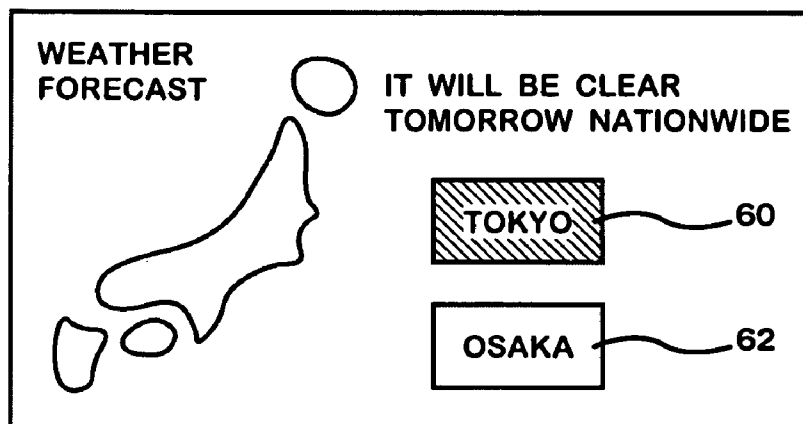 WEATHER
FORECAST
IT WILL BE CLEAR
TOMORROW NATIONWIDE
TOKYO
60
OSAKA
62